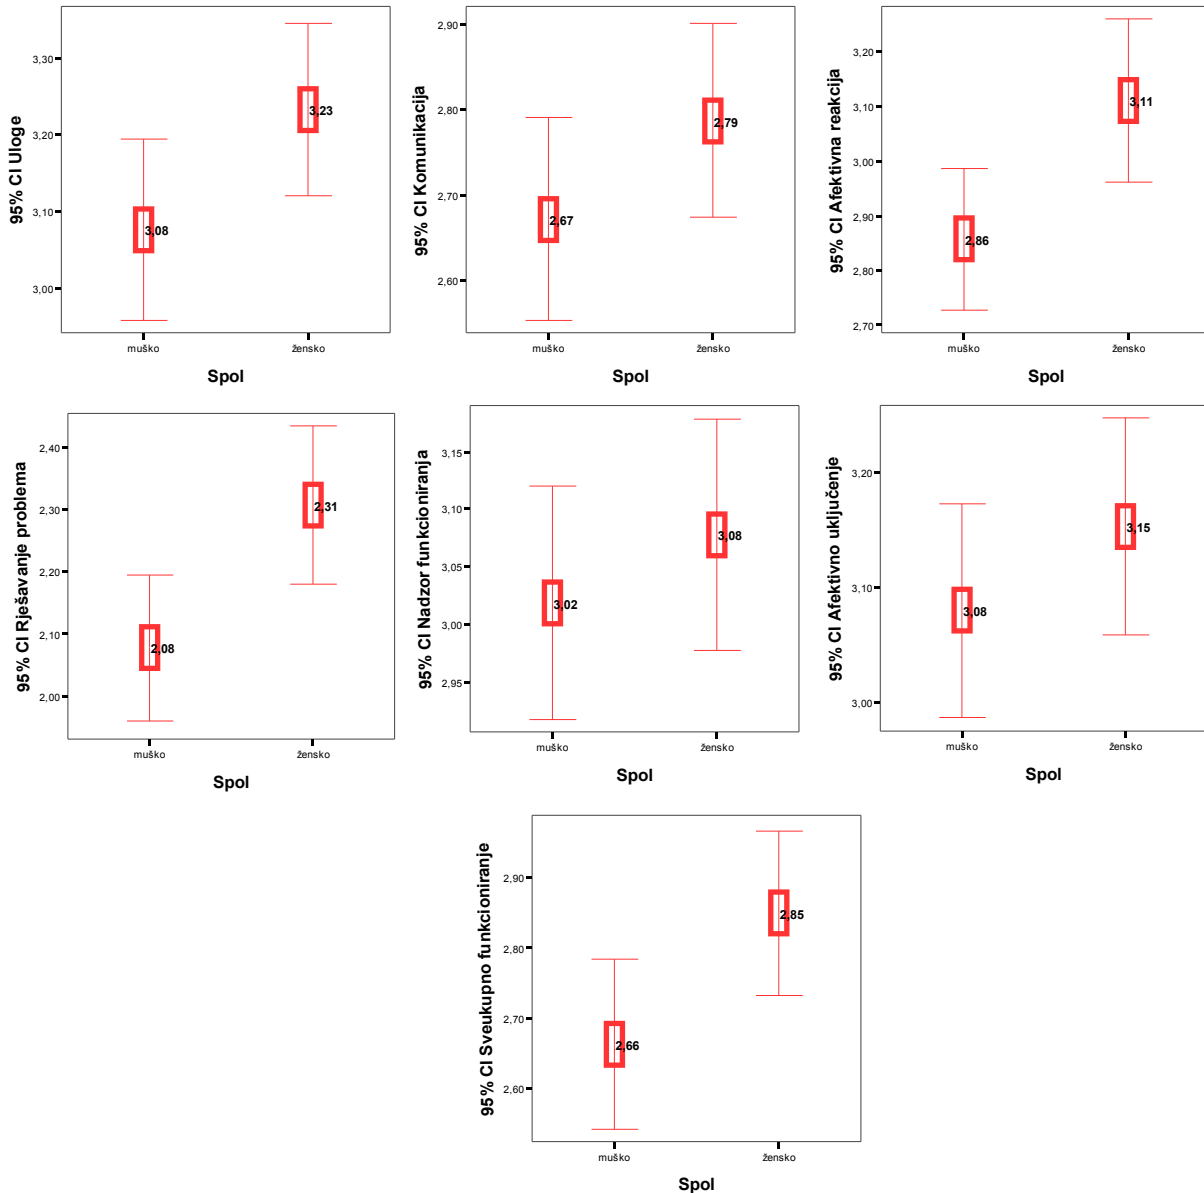 95% CI Uloge
3,30
3,20
3,10
3,00
3,08
3,23
muško
žensko
Spol
95% CI Komunikacija
2,90
2,80
2,70
2,60
2,67
2,79
muško
žensko
Spol
95% CI Afektivna reakcija
3,20
3,10
3,00
2,90
2,80
2,70
2,86
3,11
muško
žensko
Spol
95% CI Rješavanje problema
2,40
2,30
2,20
2,10
2,00
2,08
2,31
muško
žensko
Spol
95% CI Nadzor funkcioniranja
3,15
3,10
3,05
3,00
2,95
3,02
3,08
muško
žensko
Spol
95% CI Afektivno uključenje
3,20
3,10
3,00
3,08
3,15
muško
žensko
Spol
95% CI Sveukupno funkcioniranje
2,90
2,80
2,70
2,60
2,66
2,85
muško
žensko
Spol